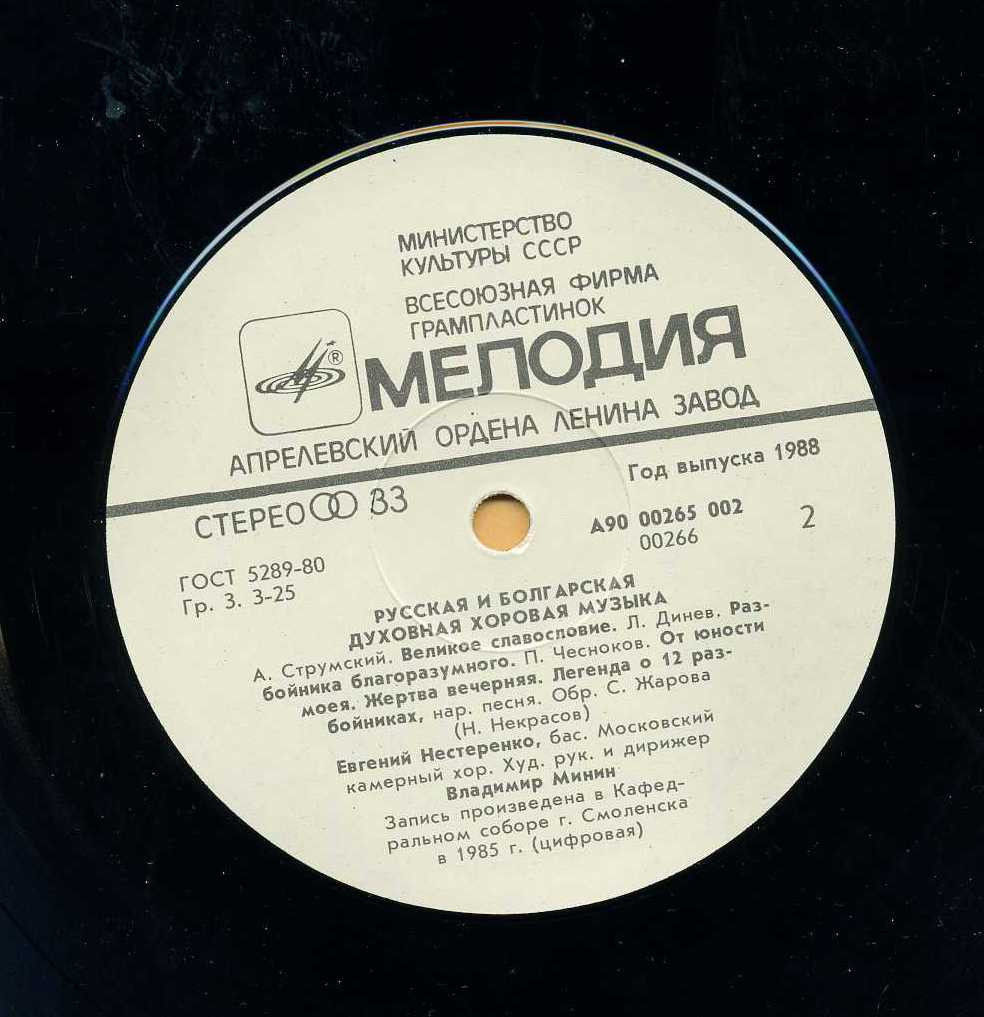 МИНИСТЕРСТВО
КУЛЬТУРЫ СССР
ВСЕСОЮЗНАЯ ФИРМА
ГРАМПЛАСТИНОК
®
МЕЛОДИЯ
АПРЕЛЕВСКИЙ ОРДЕНА ЛЕНИНА ЗАВОД
СТЕРЕО 33
Год выпуска 1988
ГОСТ 5289-80
Гр. 3. 3-25
А90 00265 002
00266
2
РУССКАЯ И БОЛГАРСКАЯ
ДУХОВНАЯ ХОРОВАЯ МУЗЫКА
А. Струмский. Великое славословие. Л. Динев. Раз-
бойника благоразумного. П. Чесноков. От юности
моея. Жертва вечерняя. Легенда о 12 раз-
бойниках, нар. песня. Обр. С. Жарова
(Н. Некрасов)
Евгений Нестеренко, бас. Московский
камерный хор. Худ. рук. и дирижер
Владимир Минин
Запись произведена в Кафед-
ральном соборе г. Смоленска
в 1985 г. (цифровая)